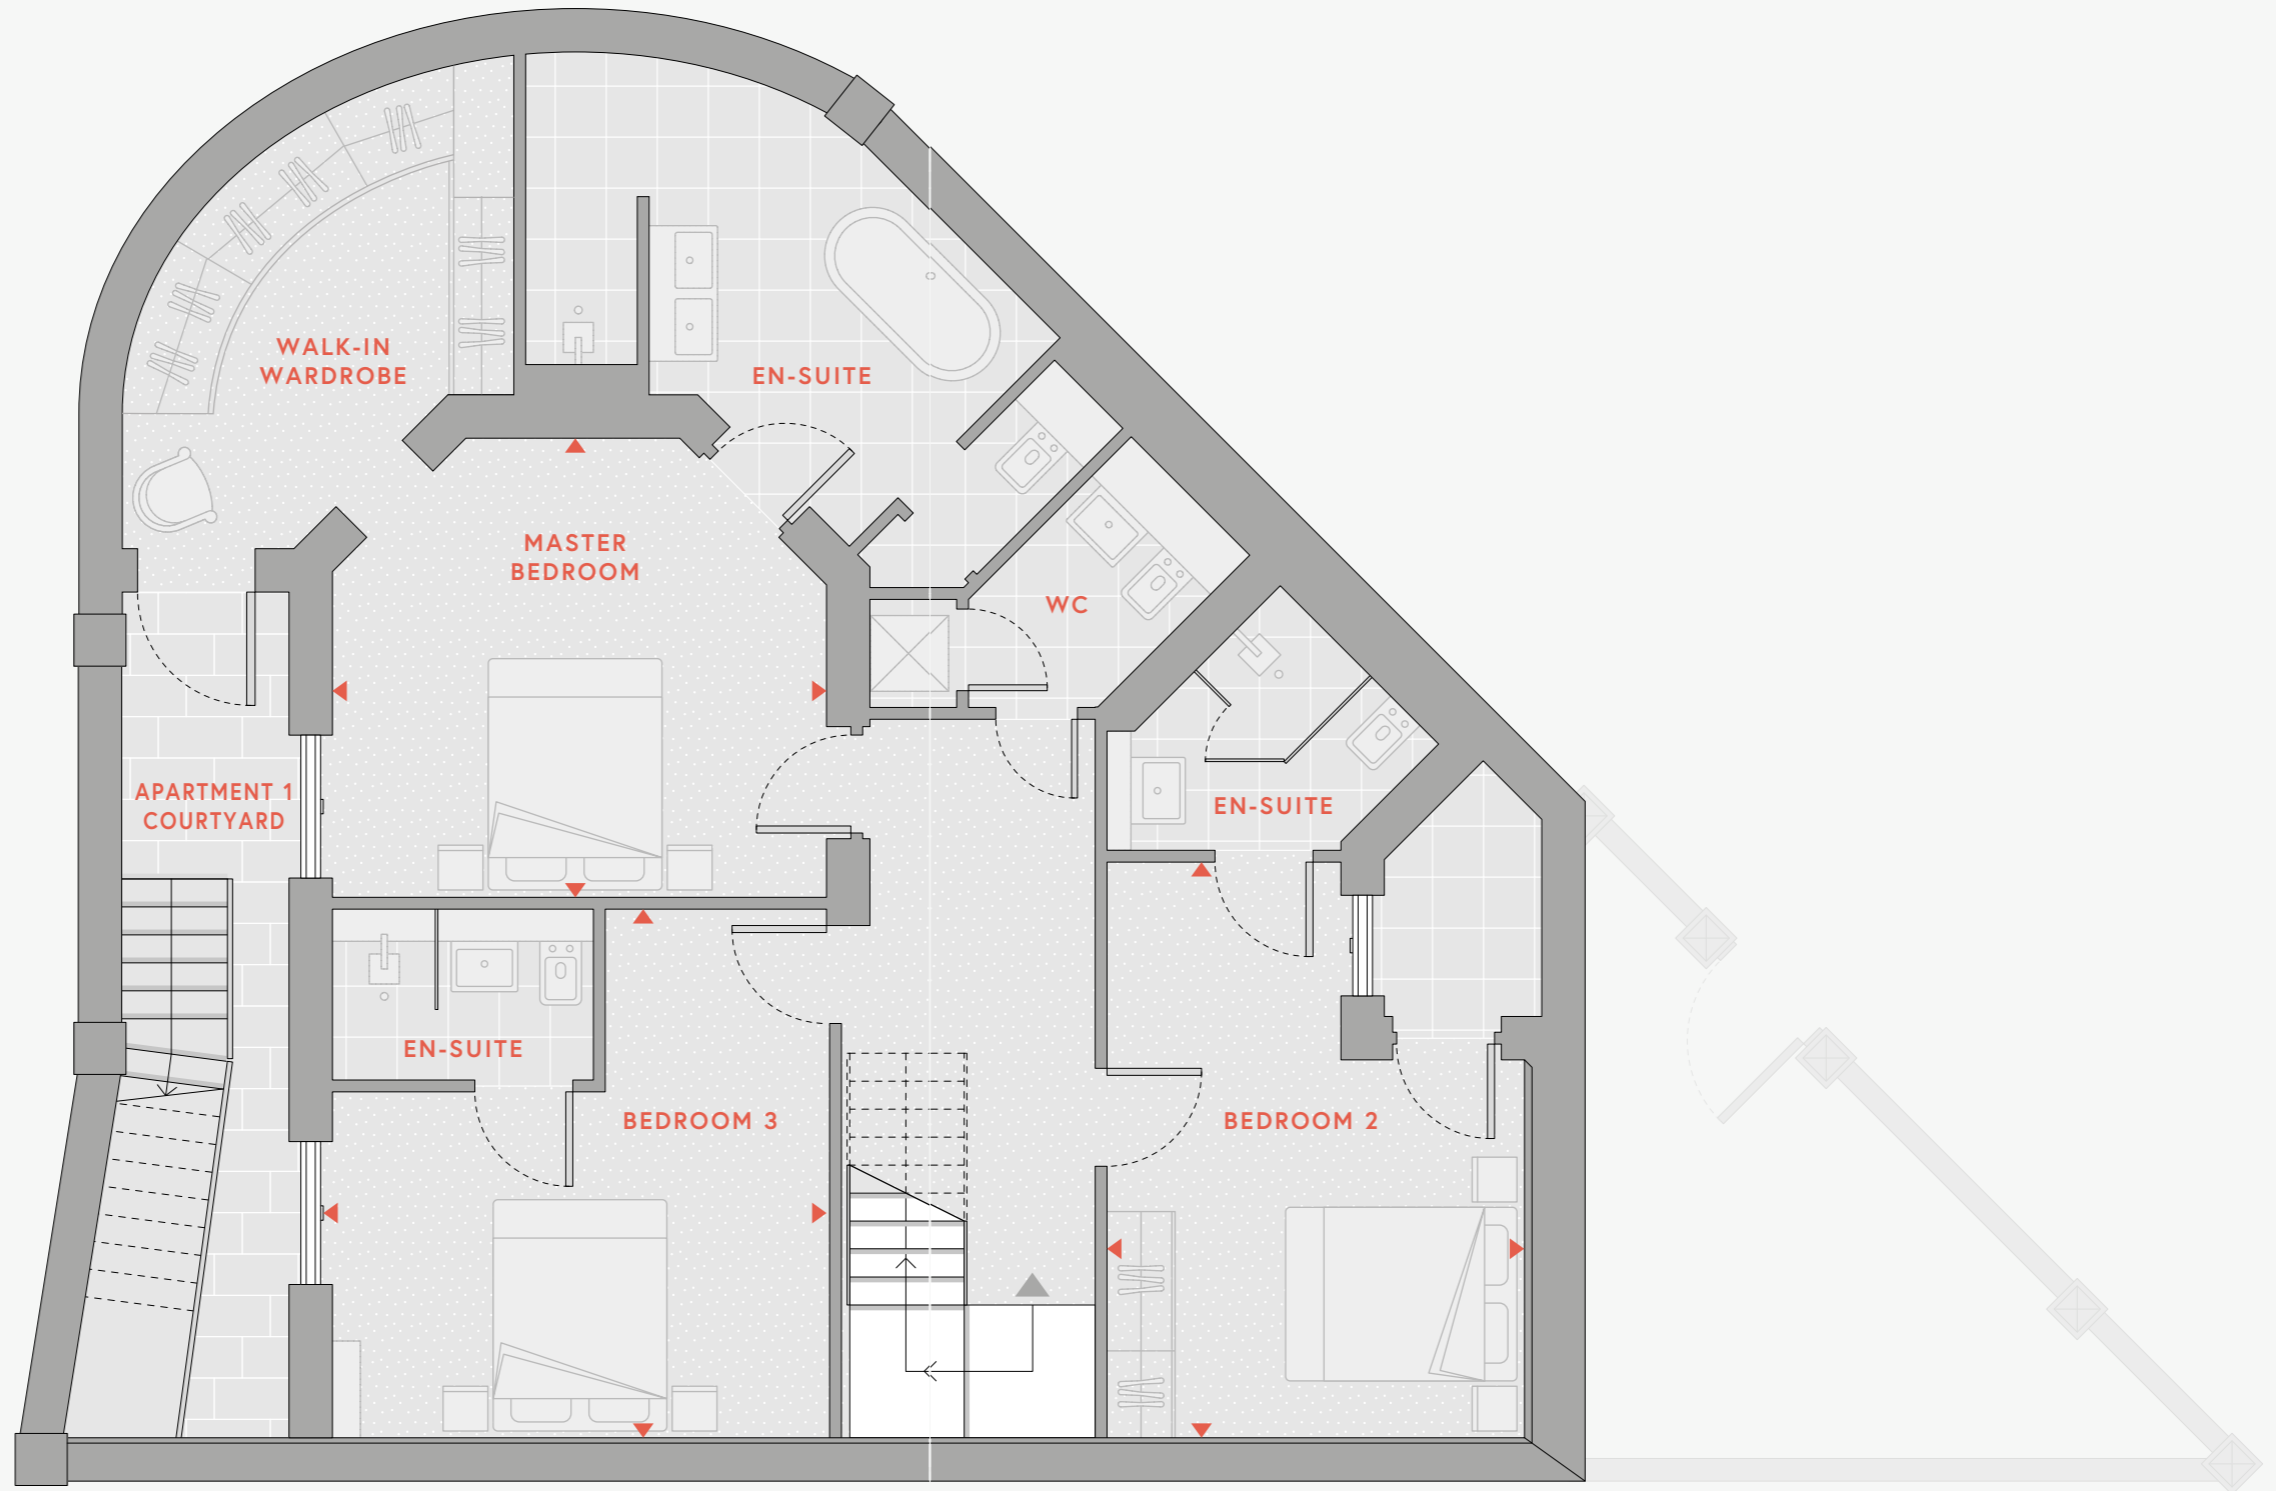 WALK-IN
WARDROBE
EN-SUITE
MASTER
BEDROOM
WC
APARTMENT 1
COURTYARD
EN-SUITE
EN-SUITE
BEDROOM 3
BEDROOM 2